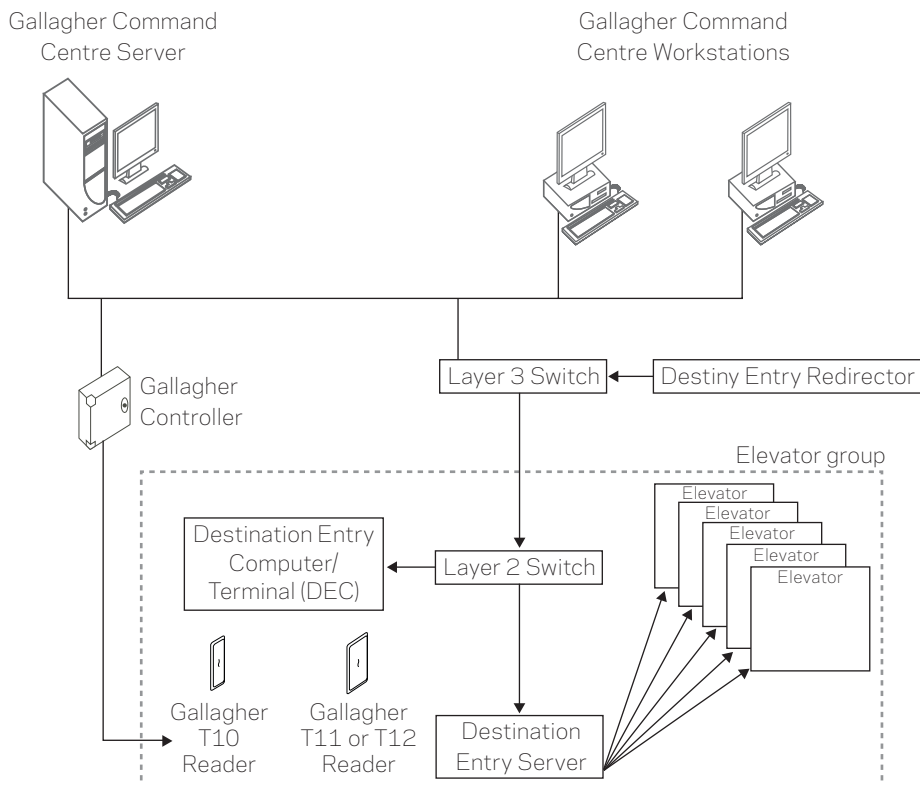 Gallagher Command
Centre Server
Gallagher Command
Centre Workstations
Gallagher
Controller
Layer 3 Switch
Destiny Entry Redirector
Elevator group
Destination Entry
Computer/
Terminal (DEC)
Layer 2 Switch
Elevator
Elevator
Elevator
Elevator
Elevator
Gallagher
T10
Reader
Gallagher
T11 or T12
Reader
Destination
Entry Server